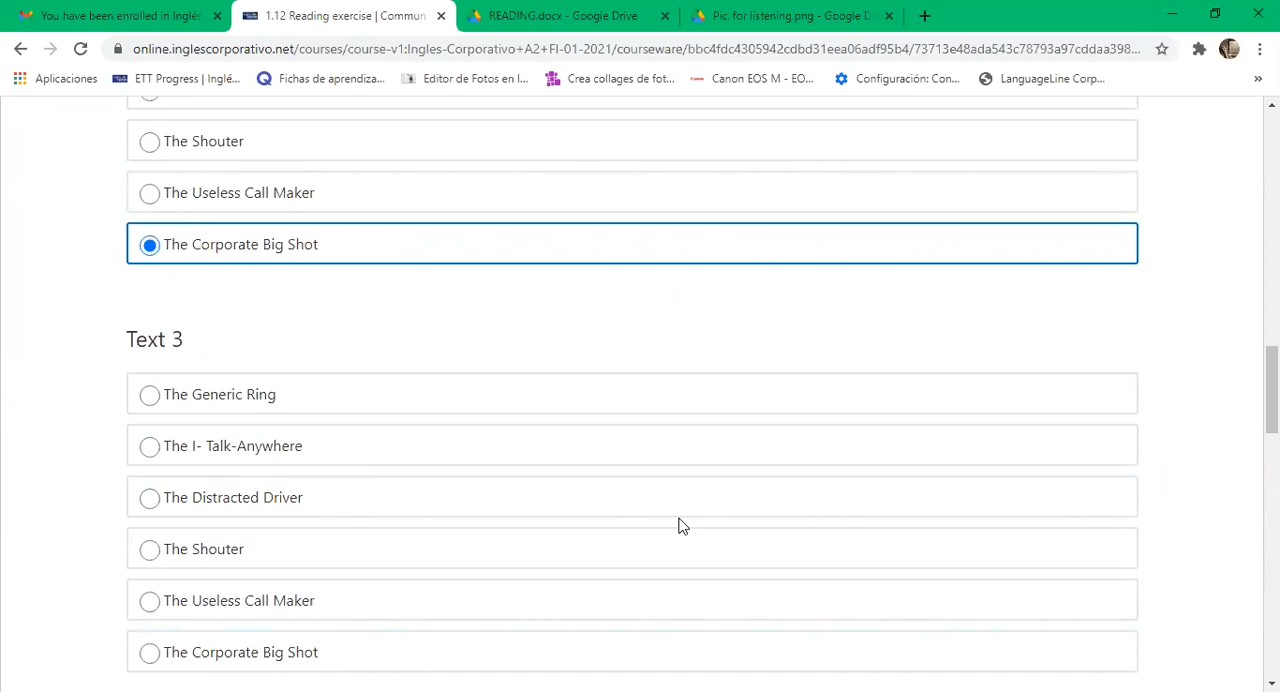 You have been enrolled in Inglés
1.12 Reading exercise | Commun
READING.docx - Google Drive
Pic. for listening.png - Google D
online.inglescorporativo.net/courses/course-v1:Ingles-Corporativo+A2+FI-01-2021/courseware/bbc4fdc4305942cdbd31eea06adf95b4/73713e48ada543c78793a97cddaa398...
Aplicaciones
ETT Progress | Inglé...
Fichas de aprendiza...
Editor de Fotos en l...
Crea collages de fot...
Canon EOS M - EO...
Configuración: Con...
LanguageLine Corp...
»
The Shouter
The Useless Call Maker
The Corporate Big Shot
Text 3
The Generic Ring
The I- Talk-Anywhere
The Distracted Driver
The Shouter
The Useless Call Maker
The Corporate Big Shot